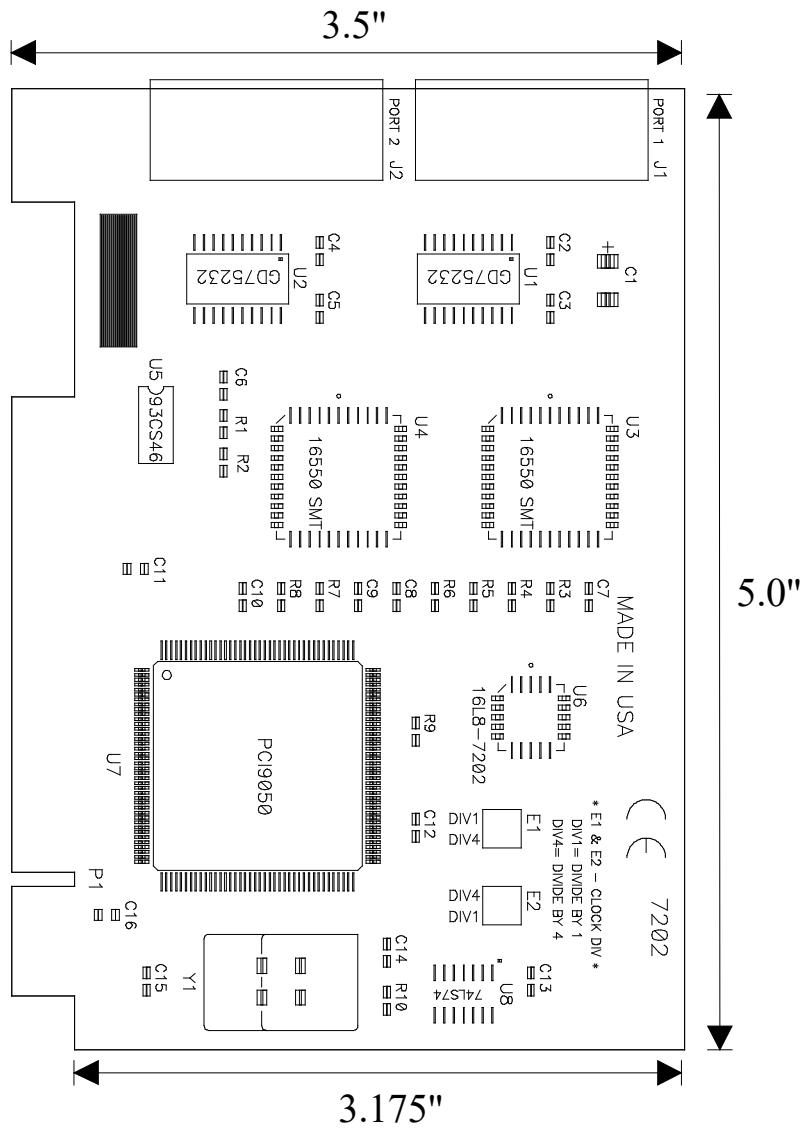 3.5"
PORT 2
J2
PORT 1
J1
C4
GD75232
U2
C5
C2
GD75232
U1
C3
+
C1
U5
93CS46
C6
R1
R2
U4
16550 SMT
U3
16550 SMT
C11
C10
R8
R7
C9
C8
R6
R5
R4
R3
C7
5.0"
MADE IN USA
U6
16L8-7202
R9
U7
PCI9050
C12
DIV1
DIV4
E1
DIV4
DIV1
E2
* E1 & E2 - CLOCK DIV *
DIV1= DIVIDE BY 1
DIV4= DIVIDE BY 4
CE
7202
P1
C16
C15
Y1
C14
R10
74LS74
U8
C13
3.175"